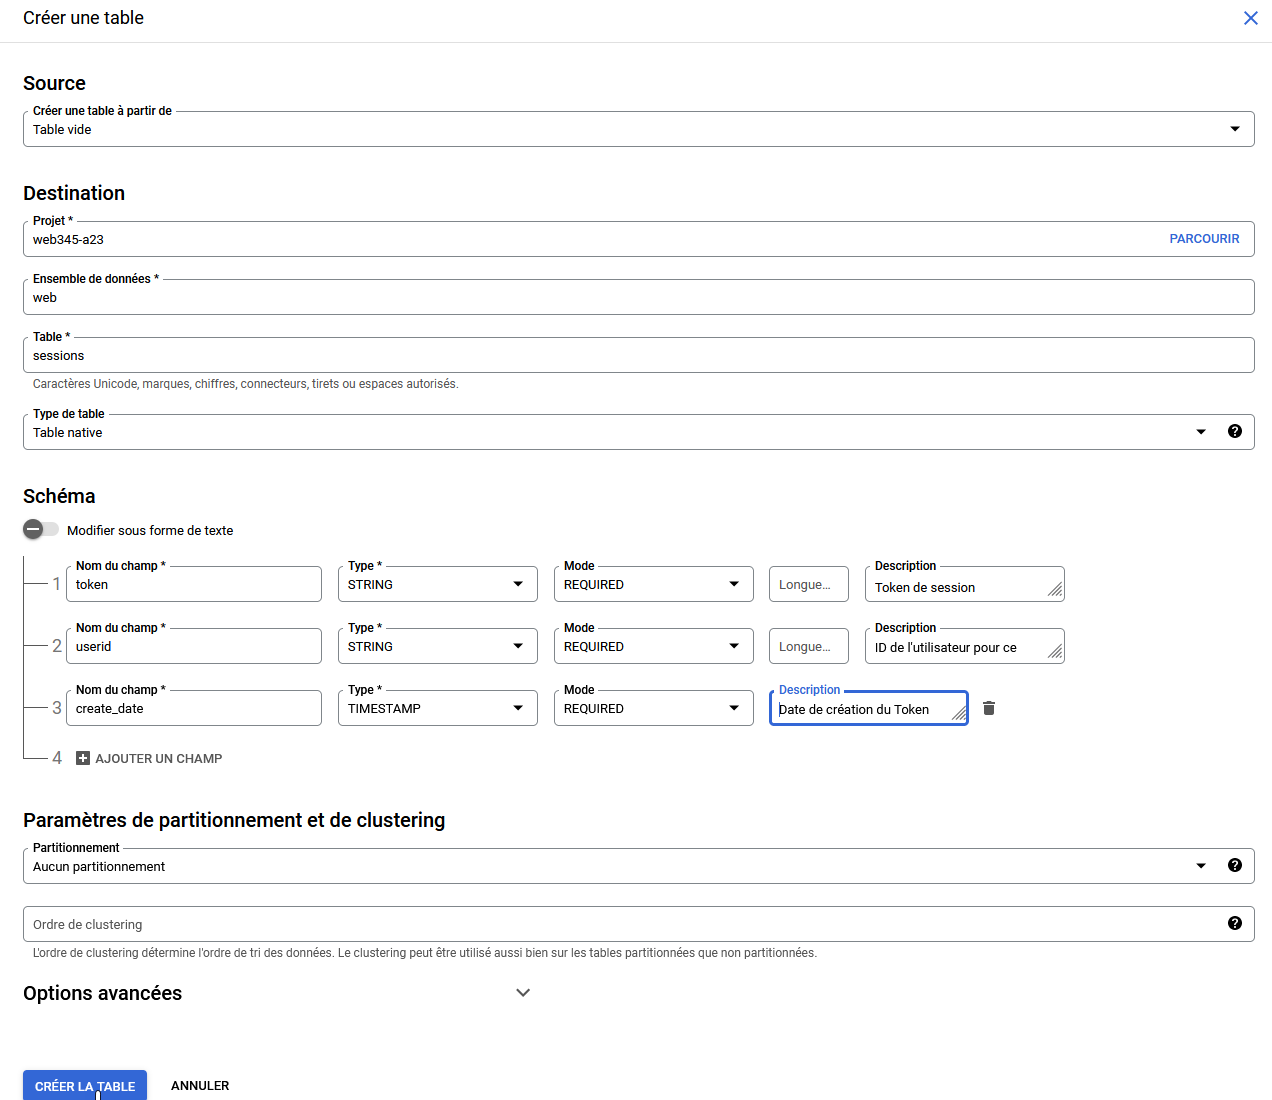 Créer une table
Source
Créer une table à partir de
Table vide
Destination
Projet *
web345-a23
PARCOURIR
Ensemble de données *
web
Table *
sessions
Caractères Unicode, marques, chiffres, connecteurs, tirets ou espaces autorisés.
Type de table
Table native
Schéma
Modifier sous forme de texte
1 Nom du champ * Type * Mode Description
token STRING REQUIRED Longue... Token de session
2 Nom du champ * Type * Mode Description
userid STRING REQUIRED Longue... ID de l'utilisateur pour ce
3 Nom du champ * Type * Mode Description
create_date TIMESTAMP REQUIRED Date de création du Token
4 AJOUTER UN CHAMP
Paramètres de partitionnement et de clustering
Partitionnement
Aucun partitionnement
Ordre de clustering
L'ordre de clustering détermine l'ordre de tri des données. Le clustering peut être utilisé aussi bien sur les tables partitionnées que non partitionnées.
Options avancées
CRÉER LA TABLE ANNULER